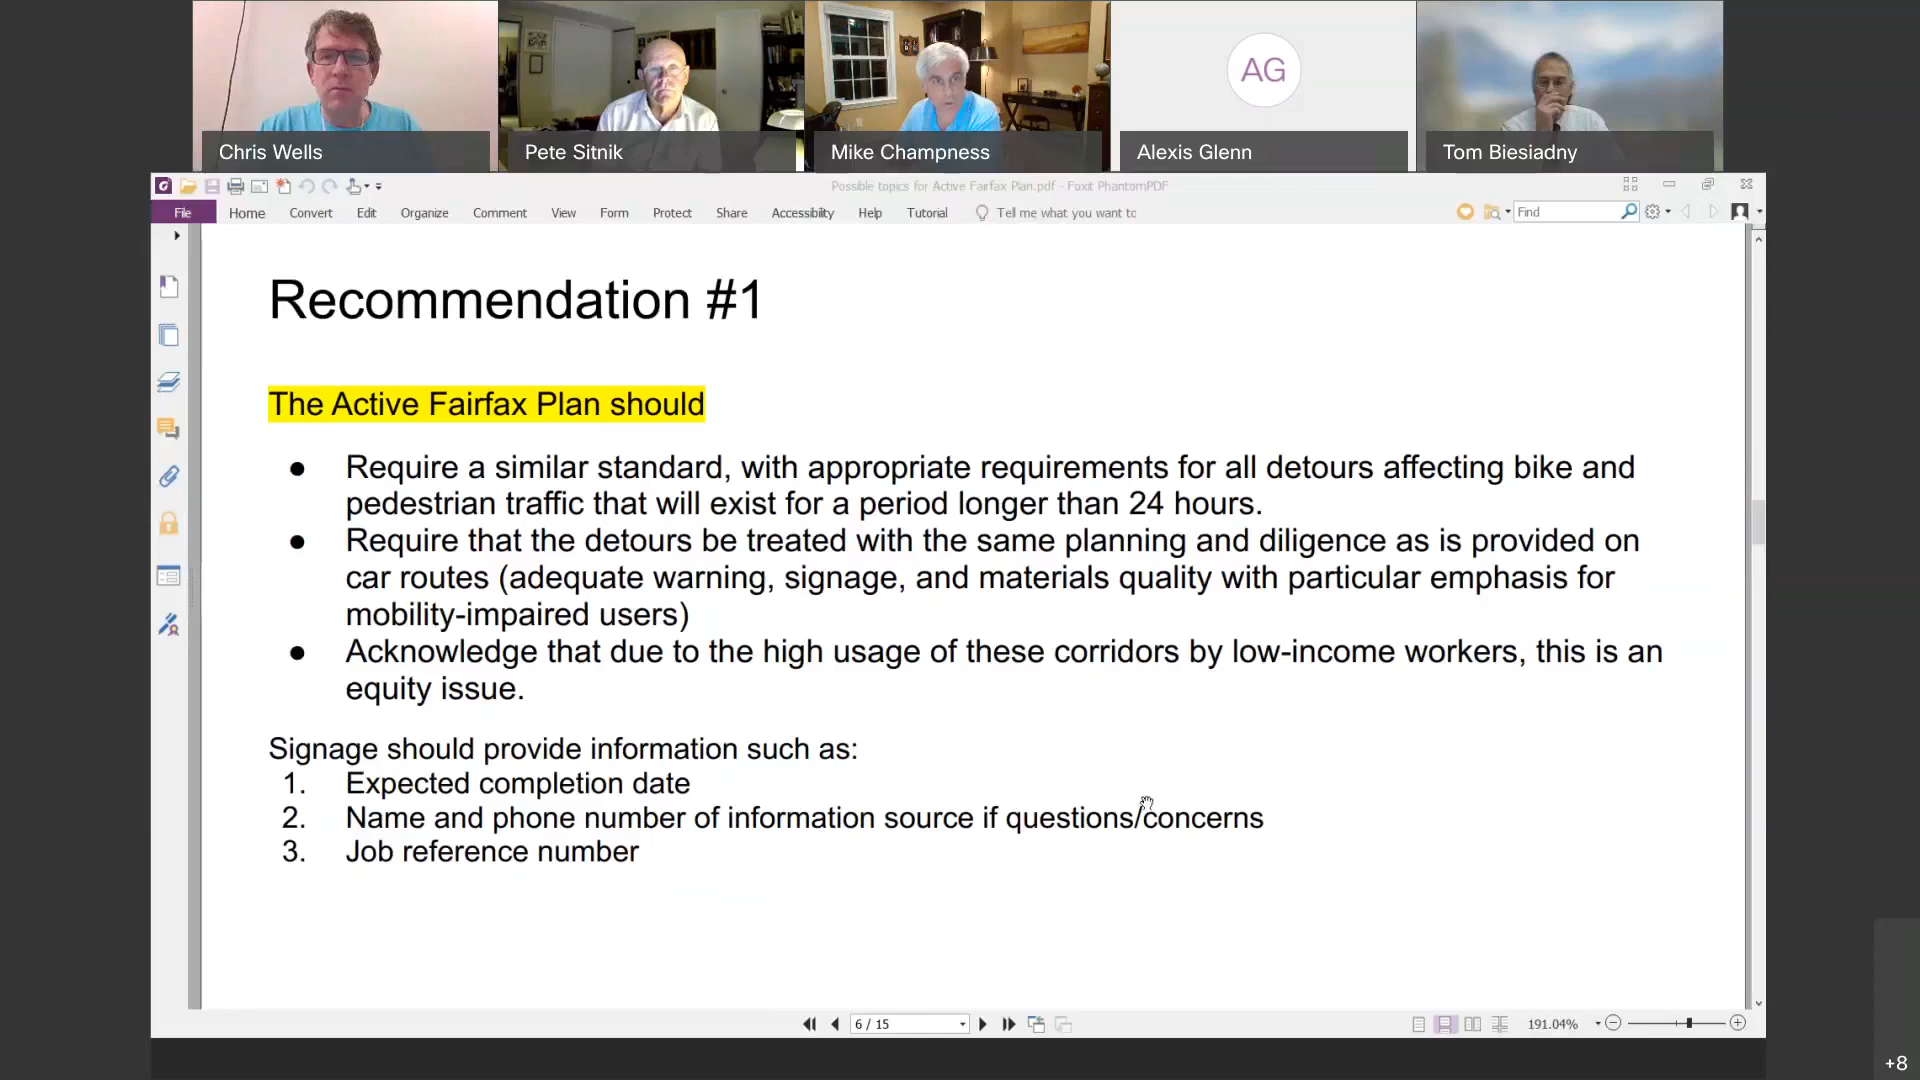 AG
Chris Wells
Pete Sitnik
Mike Champness
Alexis Glenn
Tom Biesiadny
Possible topics for Active Fairfax Plan.pdf - Foxit PhantomPDF
File Home Convert Edit Organize Comment View Form Protect Share Accessibility Help Tutorial Tell me what you want to Find
Recommendation #1
The Active Fairfax Plan should
● Require a similar standard, with appropriate requirements for all detours affecting bike and
pedestrian traffic that will exist for a period longer than 24 hours.
● Require that the detours be treated with the same planning and diligence as is provided on
car routes (adequate warning, signage, and materials quality with particular emphasis for
mobility-impaired users)
● Acknowledge that due to the high usage of these corridors by low-income workers, this is an
equity issue.
Signage should provide information such as:
1. Expected completion date
2. Name and phone number of information source if questions/concerns
3. Job reference number
6 / 15
191.04%
+8